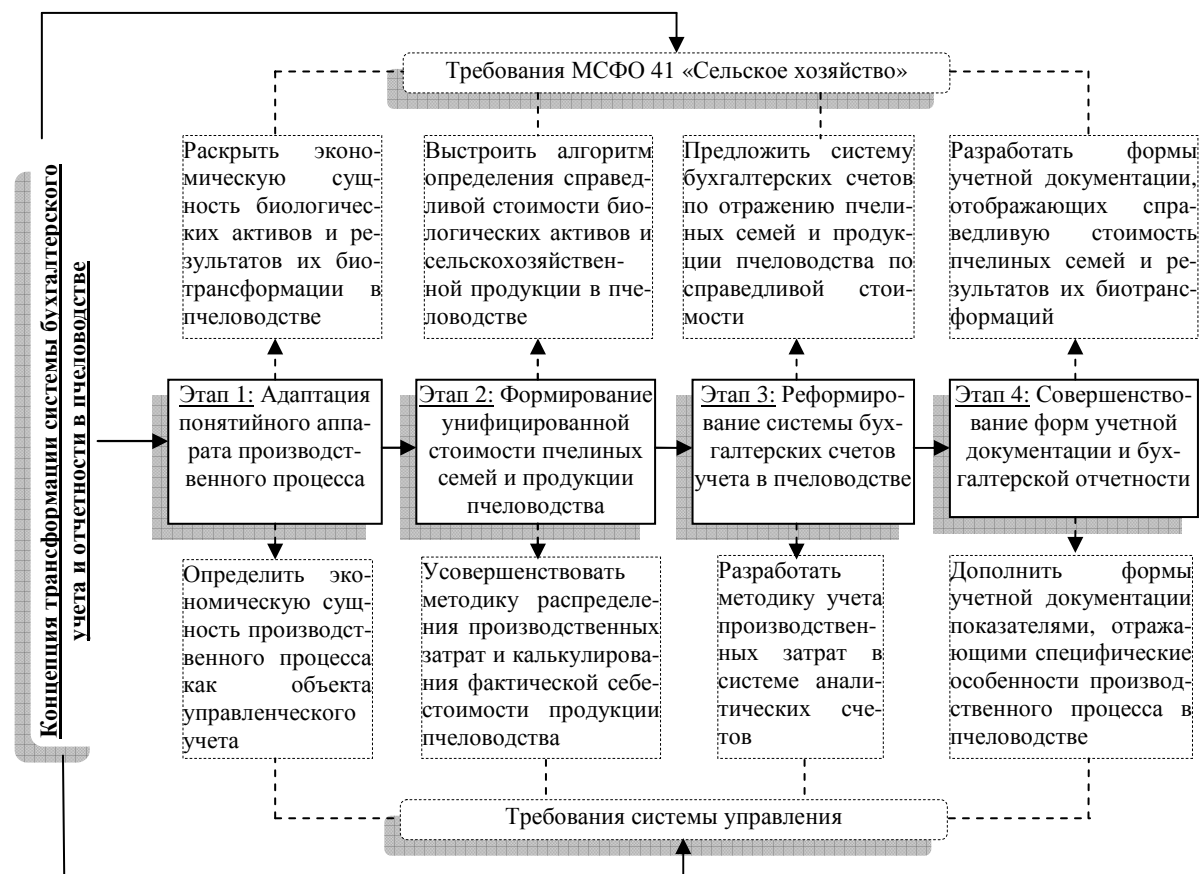 Концепция трансформации системы бухгалтерского
учета и отчетности в пчеловодстве
Требования МСФО 41 «Сельское хозяйство»
Раскрыть эконо-
мическую сущ-
ность биологичес-
ких активов и ре-
зультатов их био-
трансформации в
пчеловодстве
Выстроить алгоритм
определения справед-
ливой стоимости био-
логических активов и
сельскохозяйствен-
ной продукции в пче-
ловодстве
Предложить систему
бухгалтерских счетов
по отражению пчели-
ных семей и продук-
ции пчеловодства по
справедливой стои-
мости
Разработать формы
учетной документации,
отображающих спра-
ведливую стоимость
пчелиных семей и ре-
зультатов их биотранс-
формаций
Этап 1: Адаптация
понятийного аппа-
рата производст-
венного процесса
Этап 2: Формирование
унифицированной
стоимости пчелиных
семей и продукции
пчеловодства
Этап 3: Реформиро-
вание системы бух-
галтерских счетов
учета в пчеловодстве
Этап 4: Совершенство-
вание форм учетной
документации и бух-
галтерской отчетности
Определить эко-
номическую сущ-
ность производст-
венного процесса
как объекта
управленческого
учета
Усовершенствовать
методику распределе-
ния производственных
затрат и калькулирова-
ния фактической себе-
стоимости продукции
пчеловодства
Разработать
методику учета
производствен-
ных затрат в
системе анали-
тических сче-
тов
Дополнить формы
учетной документации
показателями, отража-
ющими специфические
особенности производ-
ственного процесса в
пчеловодстве
Требования системы управления